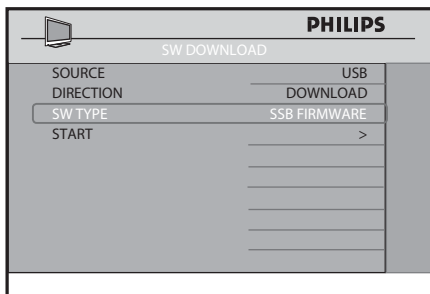 PHILIPS
SW DOWNLOAD
SOURCE USB
DIRECTION DOWNLOAD
SW TYPE SSB FIRMWARE
START >